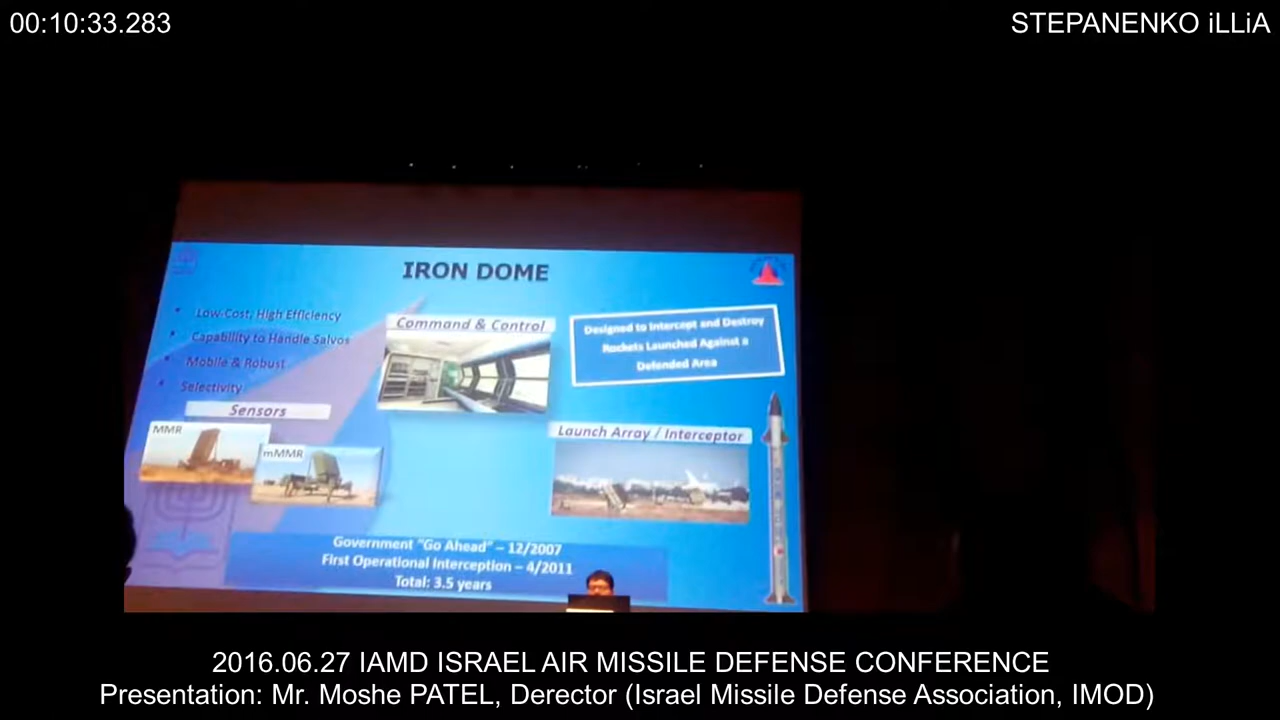 00:10:33.283
STEPANENKO iLLiA
IRON DOME
• Low-Cost, High Efficiency
• Capability to Handle Salvos
• Mobile & Robust
• Selectivity
Command & Control
Designed to Intercept and Destroy
Rockets Launched Against a
Defended Area
Sensors
MMR
mMMR
Launch Array / Interceptor
Government "Go Ahead" – 12/2007
First Operational Interception – 4/2011
Total: 3.5 years
2016.06.27 IAMD ISRAEL AIR MISSILE DEFENSE CONFERENCE
Presentation: Mr. Moshe PATEL, Derector (Israel Missile Defense Association, IMOD)